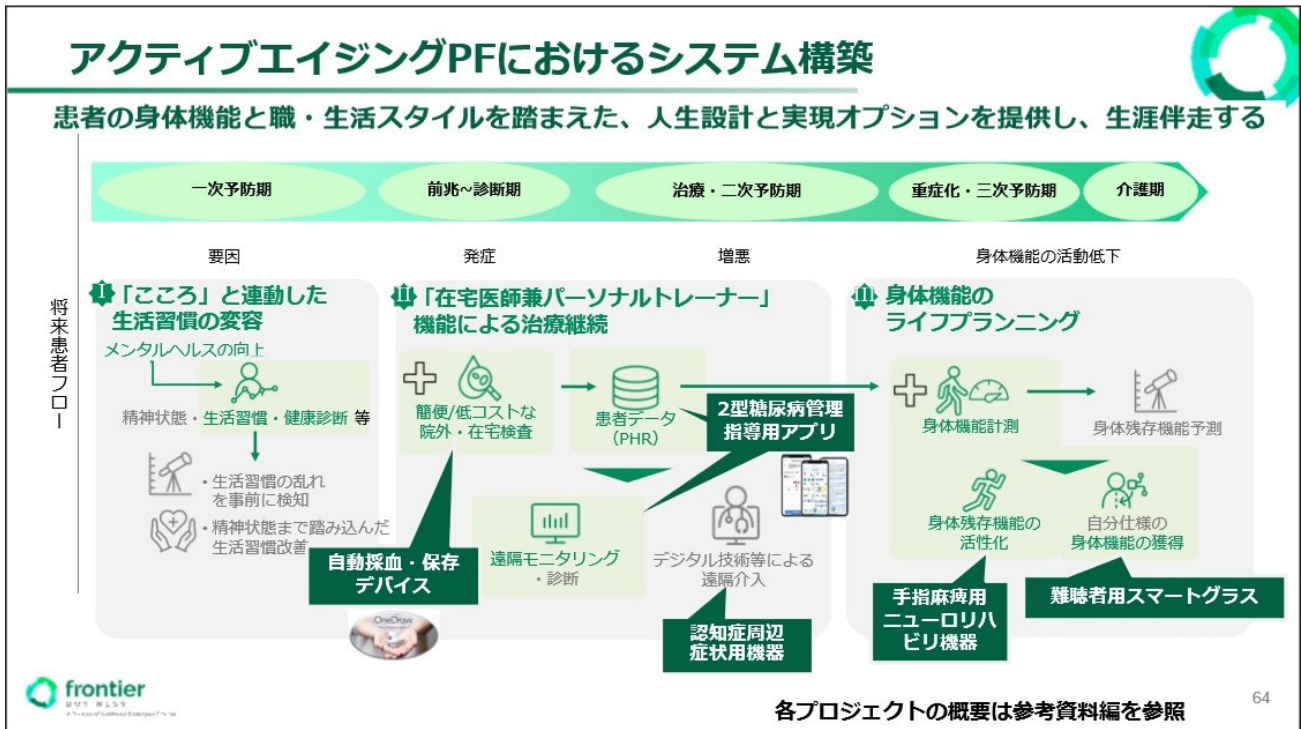 アクティブエイジングPFにおけるシステム構築
患者の身体機能と職・生活スタイルを踏まえた、人生設計と実現オプションを提供し、生涯伴走する
一次予防期
前兆~診断期
治療・二次予防期
重症化・三次予防期
介護期
要因
発症
増悪
身体機能の活動低下
将来患者フロー
I
「こころ」と連動した
生活習慣の変容
メンタルヘルスの向上
精神状態・生活習慣・健康診断 等
・生活習慣の乱れ
を事前に検知
・精神状態まで踏み込んだ
生活習慣改善
II
「在宅医師兼パーソナルトレーナー」
機能による治療継続
簡便/低コストな
院外・在宅検査
患者データ
(PHR)
2型糖尿病管理
指導用アプリ
自動採血・保存
デバイス
OneDraw
遠隔モニタリング
・診断
デジタル技術等による
遠隔介入
認知症周辺
症状用機器
III
身体機能の
ライフプランニング
身体機能計測
身体残存機能予測
身体残存機能の
活性化
自分仕様の
身体機能の獲得
手指麻痺用
ニューロリハ
ビリ機器
難聴者用スマートグラス
frontier
BUSINESS
各プロジェクトの概要は参考資料編を参照
64